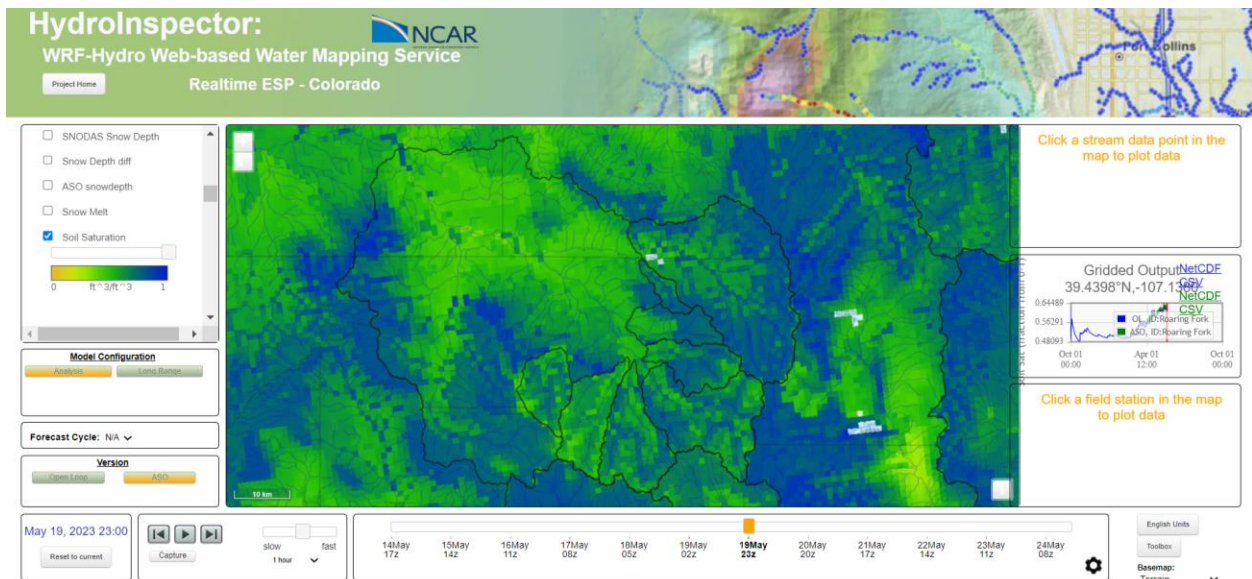 HydroInspector:
NCAR
WRF-Hydro Web-based Water Mapping Service
Project Home
Realtime ESP - Colorado
Fort Collins
SNODAS Snow Depth
Snow Depth diff
ASO snowdepth
Snow Melt
Soil Saturation
0 ft^3/ft^3 1
Model Configuration
Analysis Long Range
Forecast Cycle: N/A
Version
Open Loop ASO
10 km
Click a stream data point in the
map to plot data
Gridded Output
39.4398°N,-107.13
NetCDF
CSV
NetCDF
CSV
0.64489
0.56291
0.48093
OL, ID:Roaring Fork
ASO, ID:Roaring Fork
Oct 01
00:00
Apr 01
12:00
Oct 01
00:00
Click a field station in the map
to plot data
May 19, 2023 23:00
Reset to current
Capture
slow fast
1 hour
14May
17z
15May
14z
16May
11z
17May
08z
18May
05z
19May
02z
19May
23z
20May
20z
21May
17z
22May
14z
23May
11z
24May
08z
English Units
Toolbox
Basemap:
Terrain